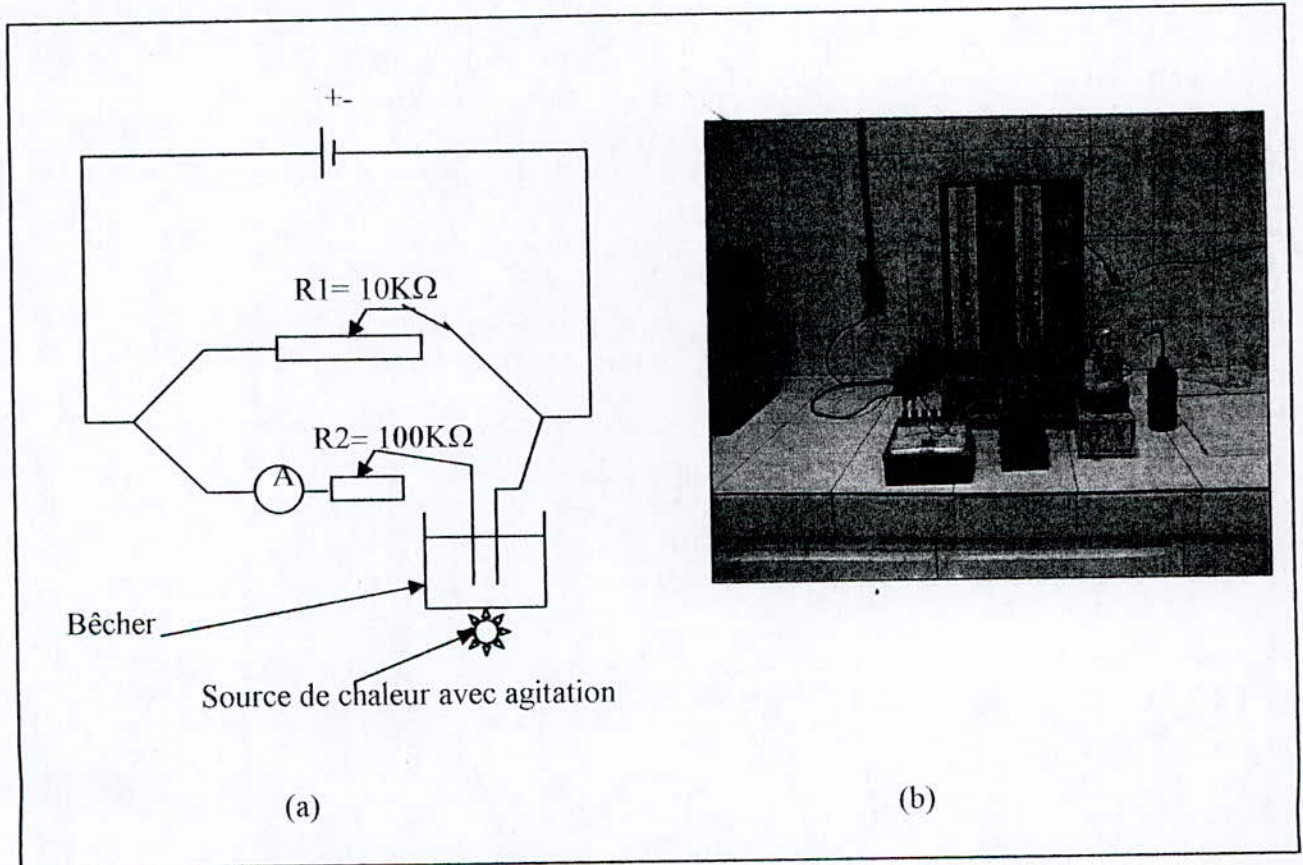 +-
R1= 10KΩ
R2= 100KΩ
A
Bêcher
Source de chaleur avec agitation
(a)
(b)